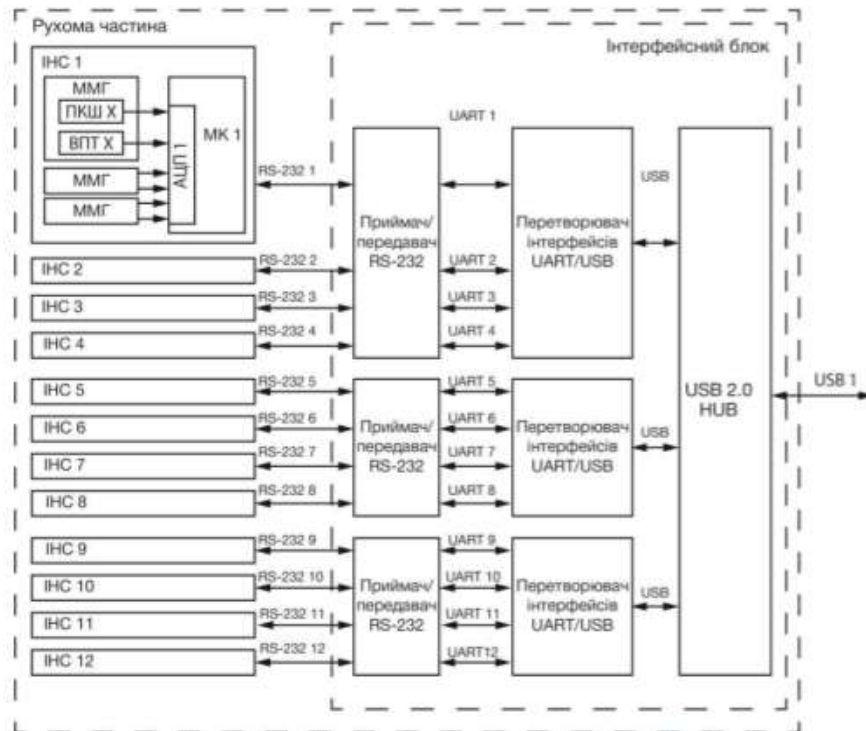 Рухома частина
Інтерфейсний блок
ІНС 1
ММГ
ПКШ X
ВПТ X
ММГ
ММГ
АЦП 1
МК 1
RS-232 1
UART 1
USB
Приймач/
передавач
RS-232
Перетворювач
інтерфейсів
UART/USB
ІНС 2
RS-232 2
UART 2
ІНС 3
RS-232 3
UART 3
ІНС 4
RS-232 4
UART 4
USB 2.0
HUB
USB 1
ІНС 5
RS-232 5
UART 5
ІНС 6
RS-232 6
UART 6
Приймач/
передавач
RS-232
Перетворювач
інтерфейсів
UART/USB
USB
ІНС 7
RS-232 7
UART 7
ІНС 8
RS-232 8
UART 8
ІНС 9
RS-232 9
UART 9
ІНС 10
RS-232 10
UART 10
Приймач/
передавач
RS-232
Перетворювач
інтерфейсів
UART/USB
USB
ІНС 11
RS-232 11
UART 11
ІНС 12
RS-232 12
UART12